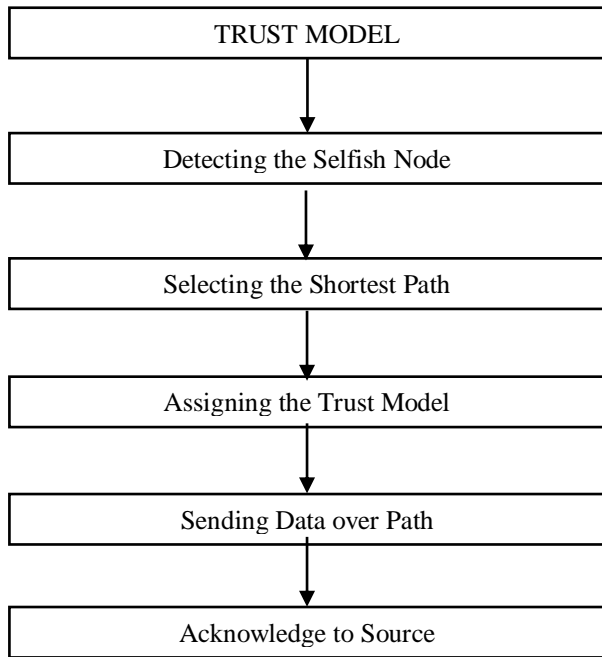 TRUST MODEL
Detecting the Selfish Node
Selecting the Shortest Path
Assigning the Trust Model
Sending Data over Path
Acknowledge to Source